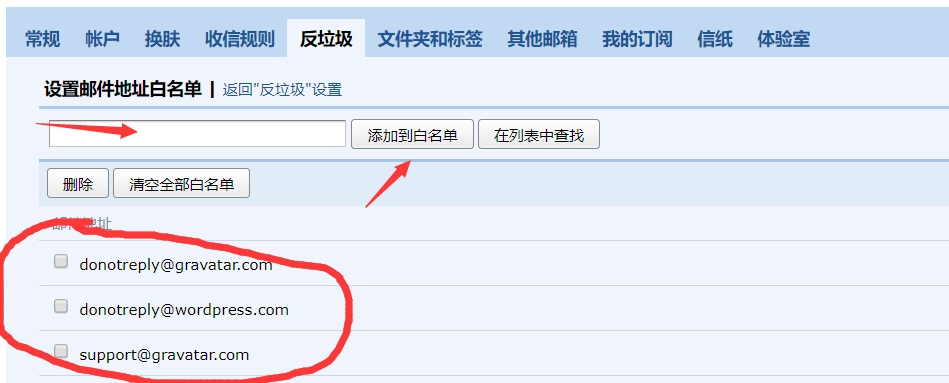 常规 帐户 换肤 收信规则 反垃圾 文件夹和标签 其他邮箱 我的订阅 信纸 体验室
设置邮件地址白名单 | 返回"反垃圾"设置
添加到白名单 在列表中查找
删除 清空全部白名单
邮件地址
donotreply@gravatar.com
donotreply@wordpress.com
support@gravatar.com